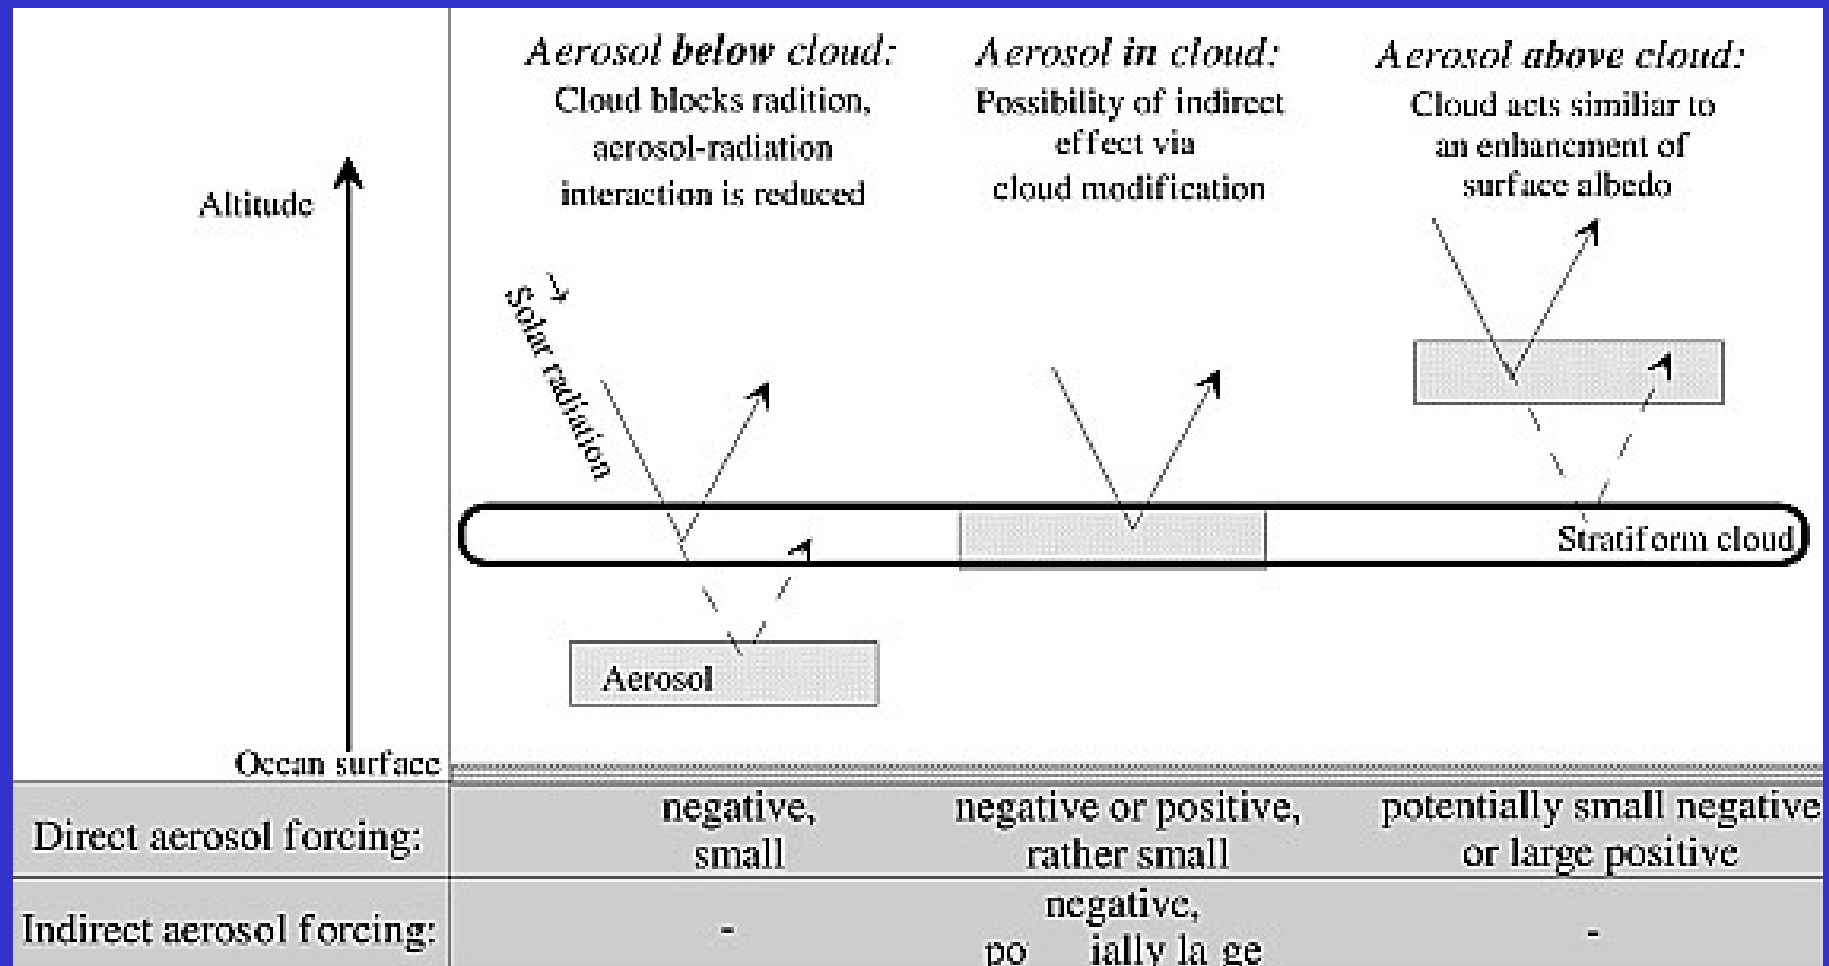 Aerosol below cloud:
Cloud blocks radition,
aerosol-radiation
interaction is reduced
Aerosol in cloud:
Possibility of indirect
effect via
cloud modification
Aerosol above cloud:
Cloud acts similiar to
an enhancment of
surface albedo
Altitude
Solar radiation
Stratiform cloud
Aerosol
Ocean surface
Direct aerosol forcing:
negative,
small
negative or positive,
rather small
potentially small negative
or large positive
Indirect aerosol forcing:
-
negative,
-